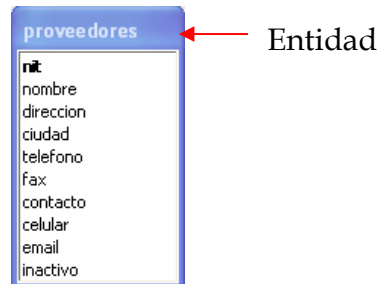 proveedores
Entidad
nit
nombre
direccion
ciudad
telefono
fax
contacto
celular
email
inactivo